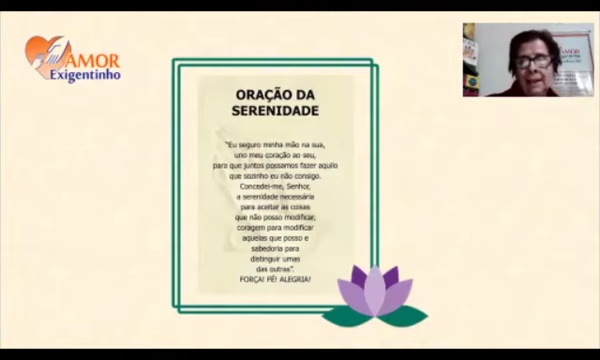 AMOR
Exigentinho
ORAÇÃO DA
SERENIDADE
"Eu seguro minha mão na sua,
uno meu coração ao seu,
para que juntos possamos fazer aquilo
que sozinho eu não consigo.
Concedei-me, Senhor,
a serenidade necessária
para aceitar as coisas
que não posso modificar,
coragem para modificar
aquelas que posso e
sabedoria para
distinguir umas
das outras".
FORÇA! FÉ! ALEGRIA!
AMOR